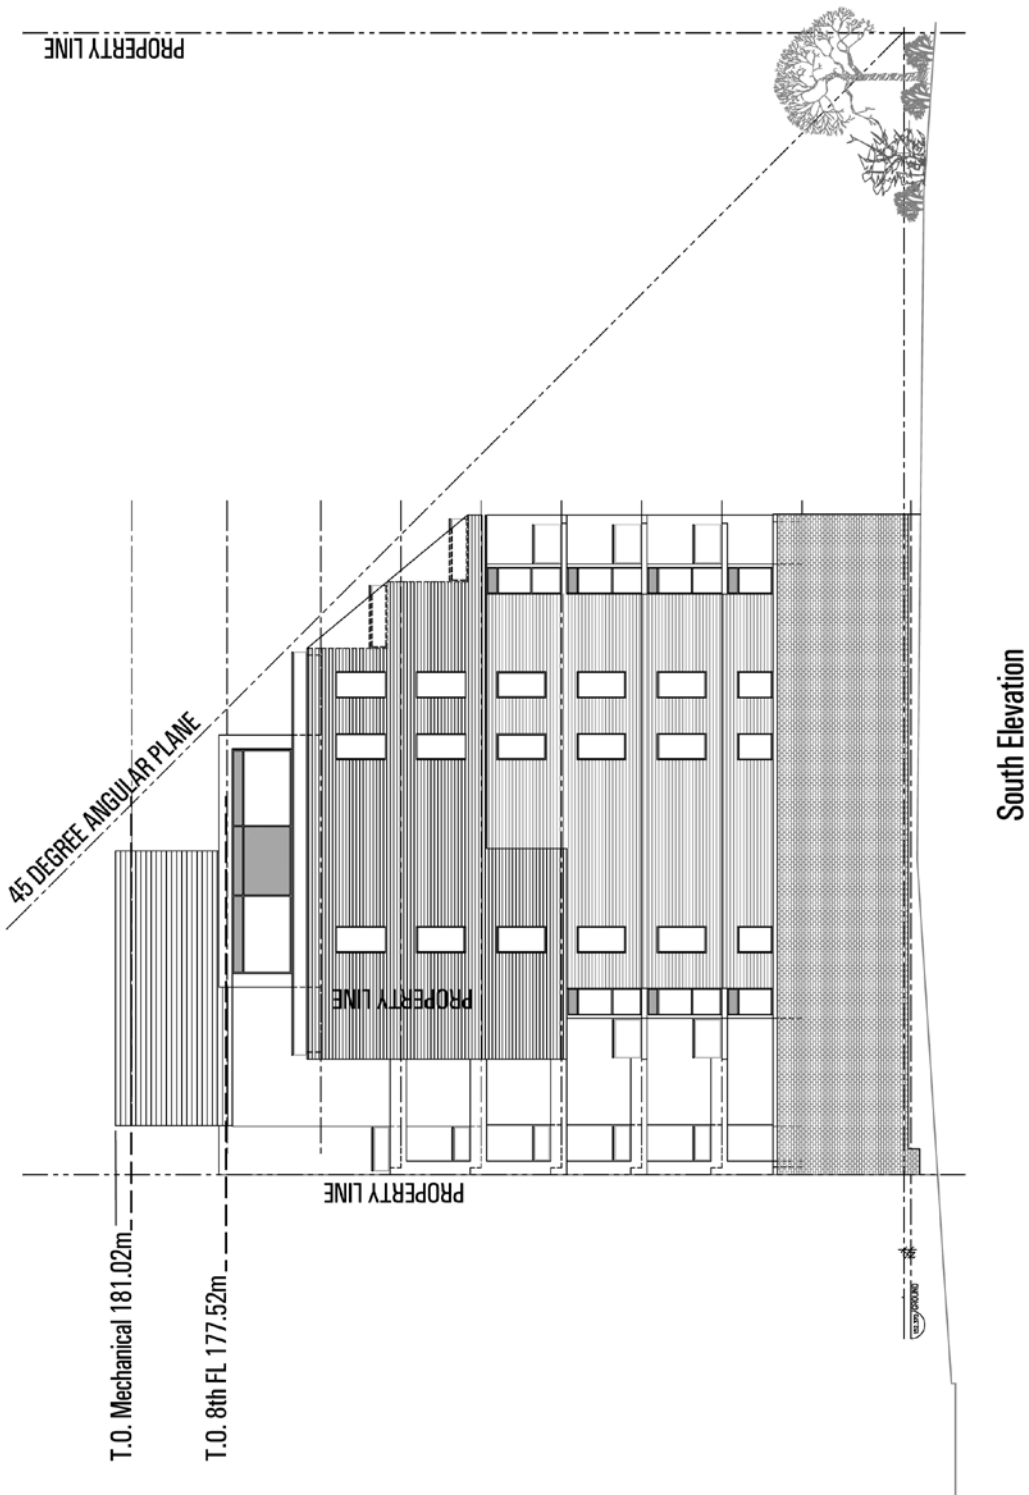 T.O. Mechanical 181.02m
T.O. 8th FL 177.52m
45 DEGREE ANGULAR PLANE
PROPERTY LINE
PROPERTY LINE
PROPERTY LINE
South Elevation